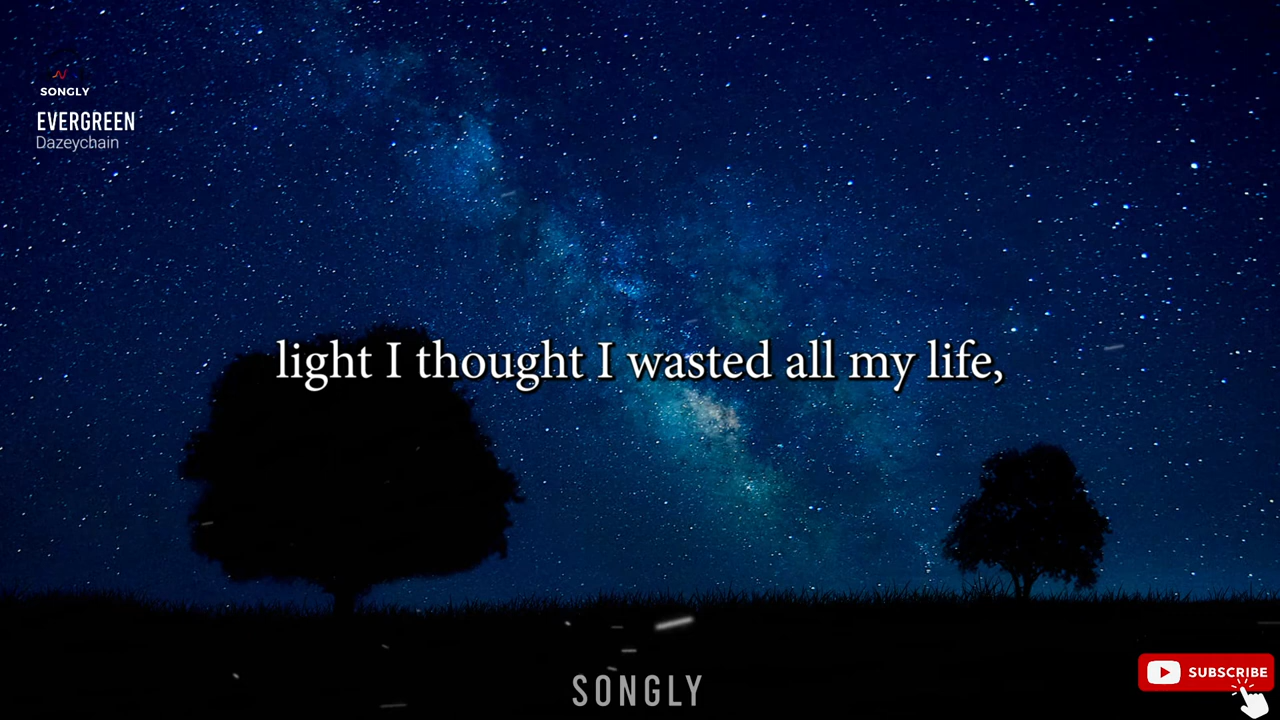 SONGLY
EVERGREEN
Dazeychain
light I thought I wasted all my life,
SONGLY
SUBSCRIBE